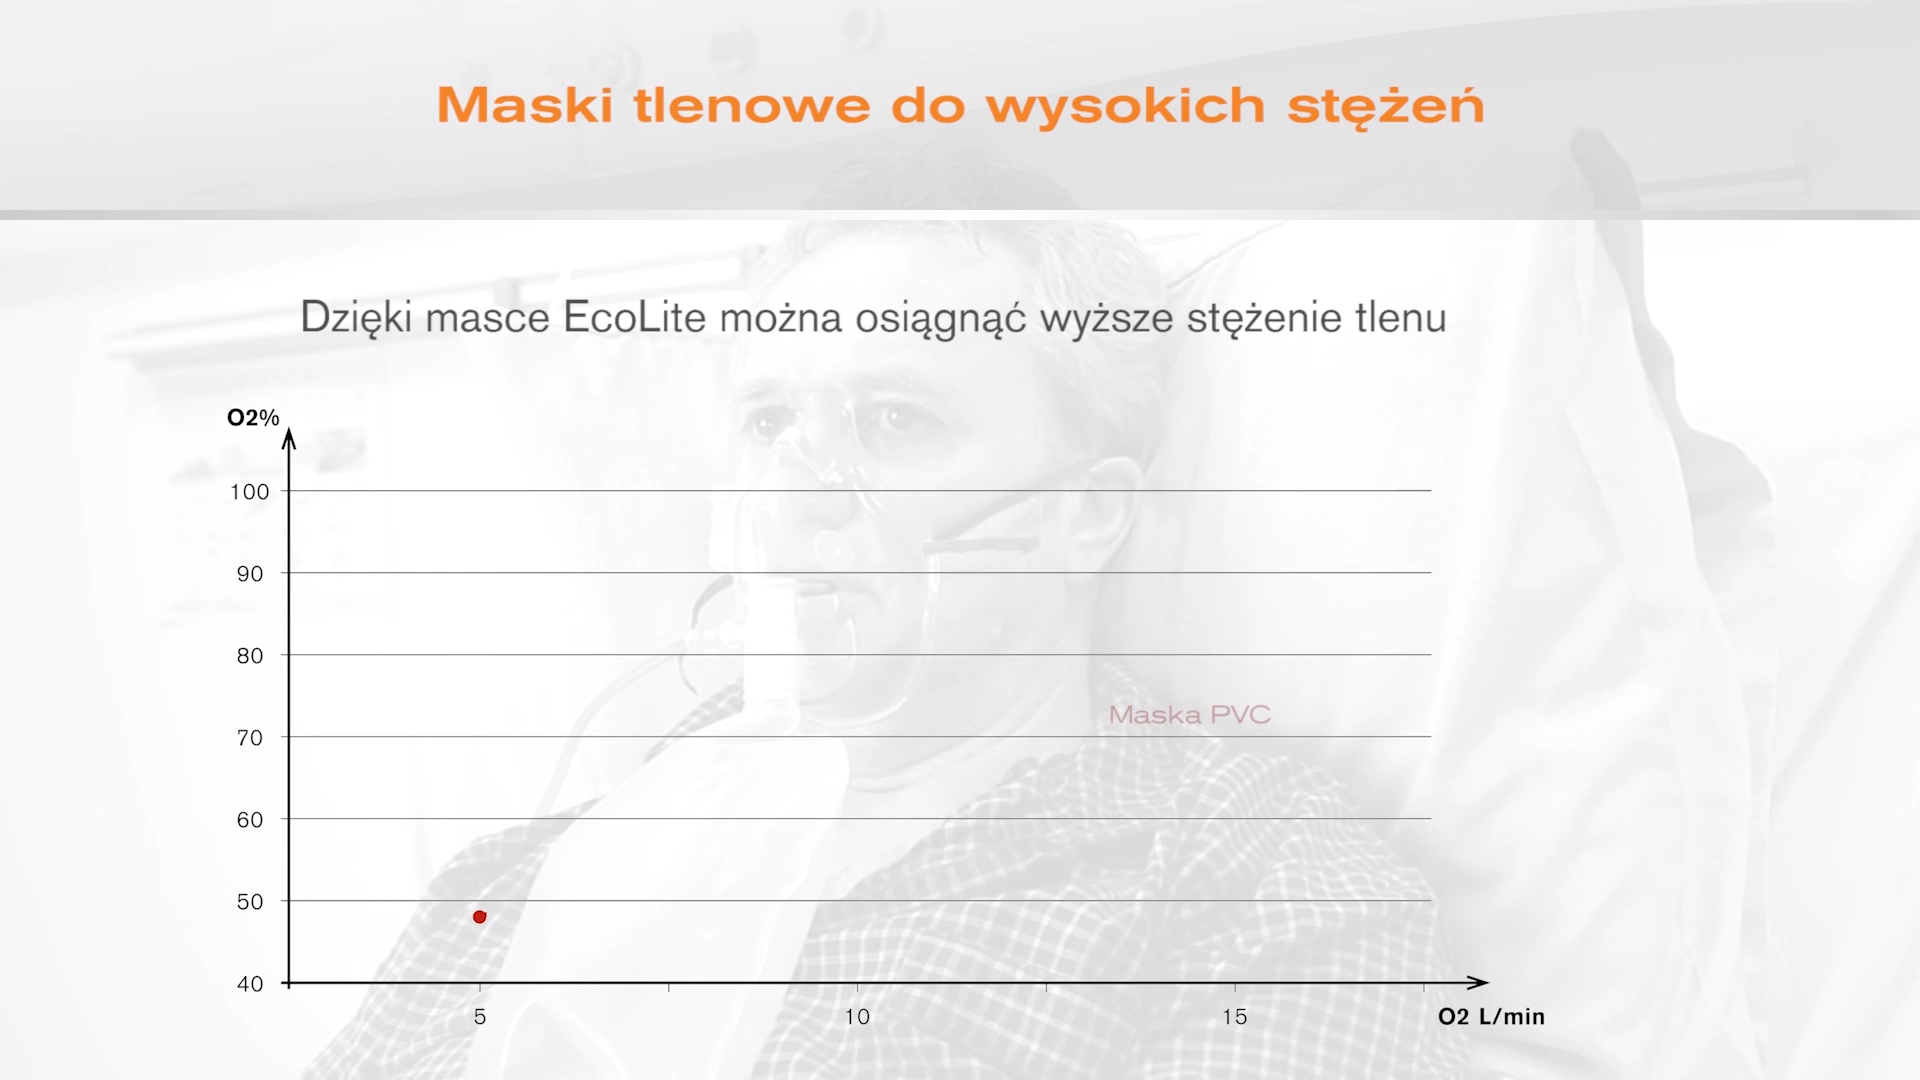 Maski tlenowe do wysokich stężeń
Dzięki masce EcoLite można osiągnąć wyższe stężenie tlenu
O2%
100
90
80
Maska PVC
70
60
50
40
5 10 15 O2 L/min